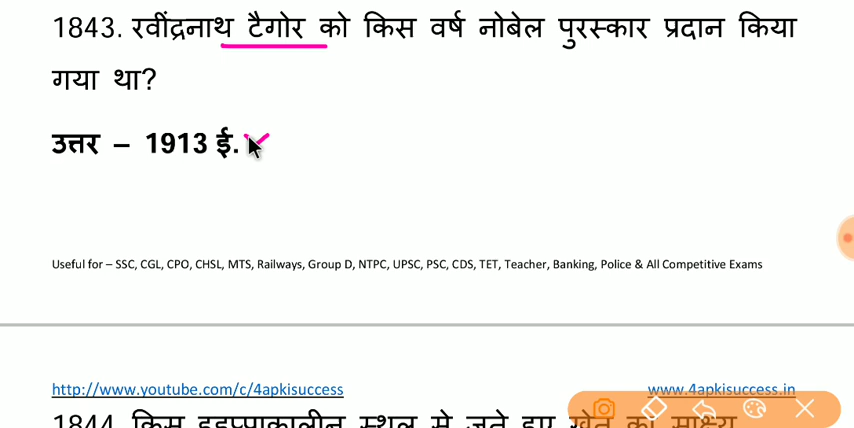 1843. रवींद्रनाथ टैगोर को किस वर्ष नोबेल पुरस्कार प्रदान किया
गया था?
उत्तर – 1913 ई.
Useful for – SSC, CGL, CPO, CHSL, MTS, Railways, Group D, NTPC, UPSC, PSC, CDS, TET, Teacher, Banking, Police & All Competitive Exams
http://www.youtube.com/c/4apkisuccess www.4apkisuccess.in
1844. किस हड़प्पाकालीन स्थल से जुते हुए खेत का साक्ष्य